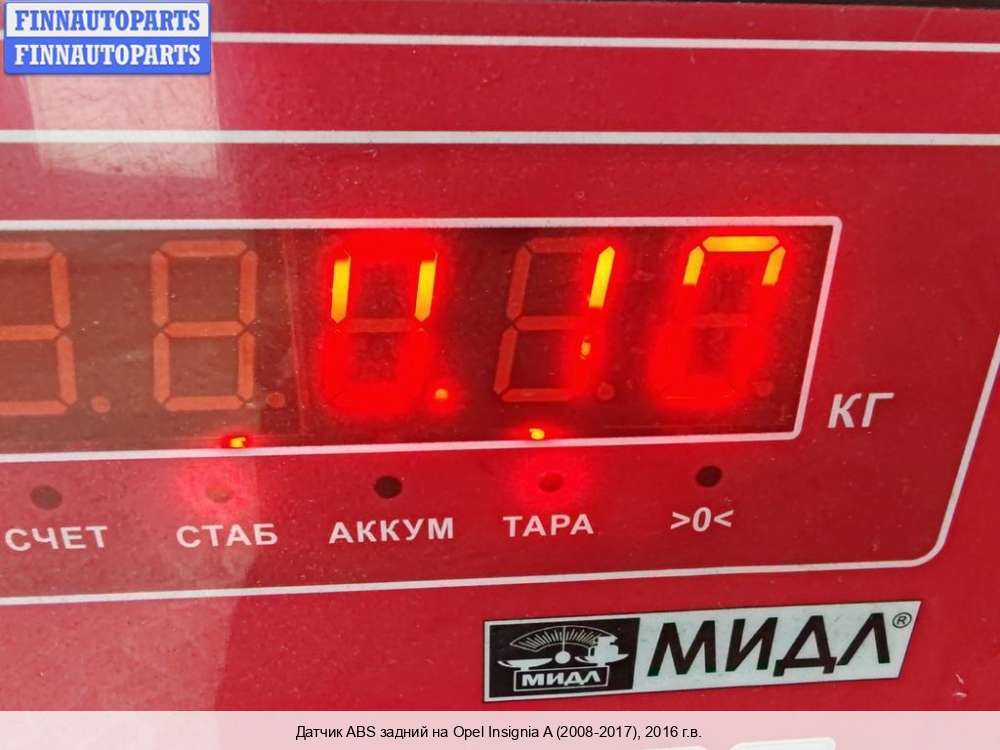 FINNAUTOPARTS
FINNAUTOPARTS
0.10
КГ
СЧЕТ СТАБ АККУМ ТАРА >0<
МИДЛ МИДЛ®
Датчик ABS задний на Opel Insignia A (2008-2017), 2016 г.в.